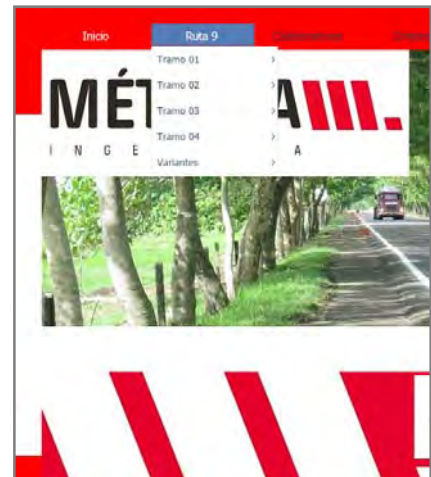 Inicio Ruta 9
Tramo 01
Tramo 02
Tramo 03
Tramo 04
Variantes
MÉT A
I N G E A